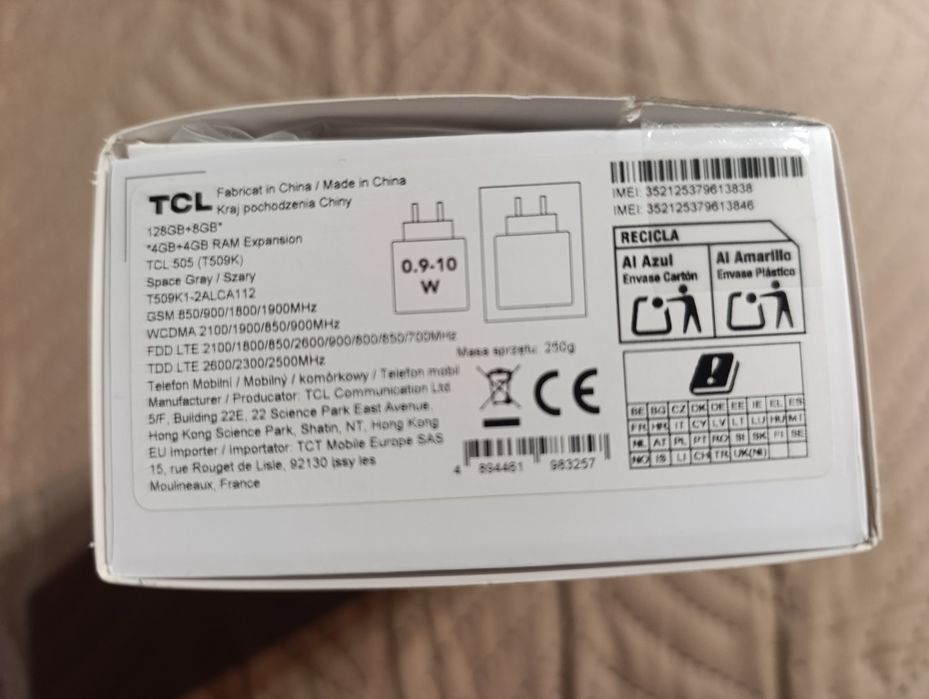 TCL
Fabricat in China / Made in China
Kraj pochodzenia Chiny
128GB+8GB*
*4GB+4GB RAM Expansion
TCL 505 (T509K)
Space Gray / Szary
T509K1-2ALCA112
GSM 850/900/1800/1900MHz
WCDMA 2100/1900/850/900MHz
FDD LTE 2100/1800/850/2600/900/800/850/700MHz
TDD LTE 2600/2300/2500MHz
Telefon Mobilni / Mobilny / komórkowy / Telefon mobil
Manufacturer / Producator: TCL Communication Ltd
5/F, Building 22E, 22 Science Park East Avenue,
Hong Kong Science Park, Shatin, NT, Hong Kong
EU Importer / Importator: TCT Mobile Europe SAS
15, rue Rouget de Lisle, 92130 Issy les
Moulineaux, France
0.9-10
W
Masa sprzętu: 250g
CE
4 894461 983257
IMEI: 352125379613838
IMEI: 352125379613846
RECICLA
Al Azul
Envase Cartón
Al Amarillo
Envase Plástico
BE BG CZ DK DE EE IE EL ES
FR HR IT CY LV LT LU HU MT
NL AT PL PT RO SI SK FI SE
NO IS LI CH TR UK(NI)